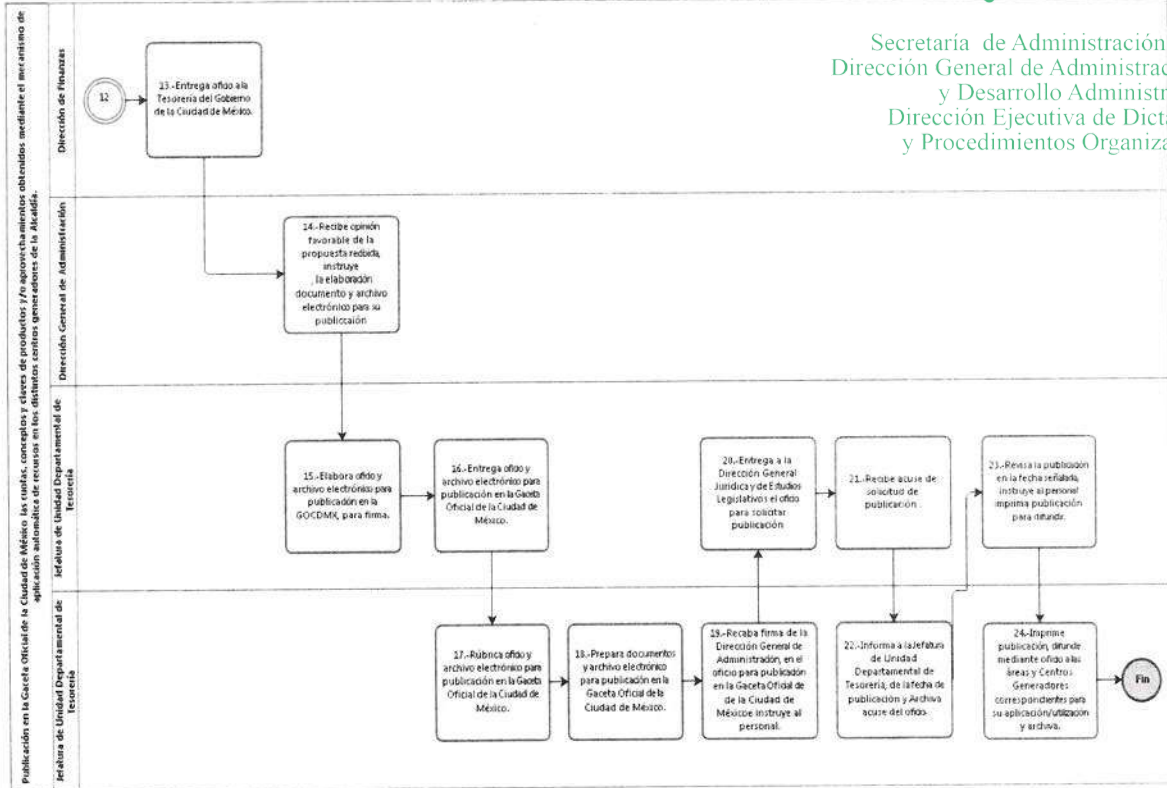 Secretaría de Administración
Dirección General de Administrac
y Desarrollo Administr
Dirección Ejecutiva de Dicta
y Procedimientos Organiza
Publicación en la Gaceta Oficial de la Ciudad de México las cuotas, conceptos y claves de productos y/o aprovechamientos obtenidos mediante el mecanismo de
aplicación automática de recursos en los distintos centros generadores de la Alcaldía.
Dirección de Finanzas
12
13.-Entrega oficio a la
Tesorería del Gobierno
de la Ciudad de México.
Dirección General de Administración
14.-Recibe opinión
favorable de la
propuesta recibida,
instruye
, la elaboración
documento y archivo
electrónico para su
publicación
Jefatura de Unidad Departamental de
Tesorería
15.-Elabora oficio y
archivo electrónico para
publicación en la
GOCDMX, para firma.
16.-Entrega oficio y
archivo electrónico para
publicación en la Gaceta
Oficial de la Ciudad de
México.
20.-Entrega a la
Dirección General
Jurídica y de Estudios
Legislativos el oficio
para solicitar
publicación
21.-Recibe acuse de
solicitud de
publicación .
23.-Revisa la publicación
en la fecha señalada,
instruye al personal
imprima publicación
para difundir.
Jefatura de Unidad Departamental de
Tesorería
17.-Rúbrica oficio y
archivo electrónico para
publicación en la Gaceta
Oficial de la Ciudad de
México.
18.-Prepara documentos
y archivo electrónico
para publicación en la
Gaceta Oficial de la
Ciudad de México.
19.-Recaba firma de la
Dirección General de
Administración, en el
oficio para publicación
en la Gaceta Oficial de
de la Ciudad de
Méxicoe instruye al
personal.
22.-Informa a la Jefatura
de Unidad
Departamental de
Tesorería, de la fecha de
publicación y Archiva
acuse del oficio.
24.-Imprime
publicación, difunde
mediante oficio a las
áreas y Centros
Generadores
correspondientes para
su aplicación/utilización
y archiva.
Fin